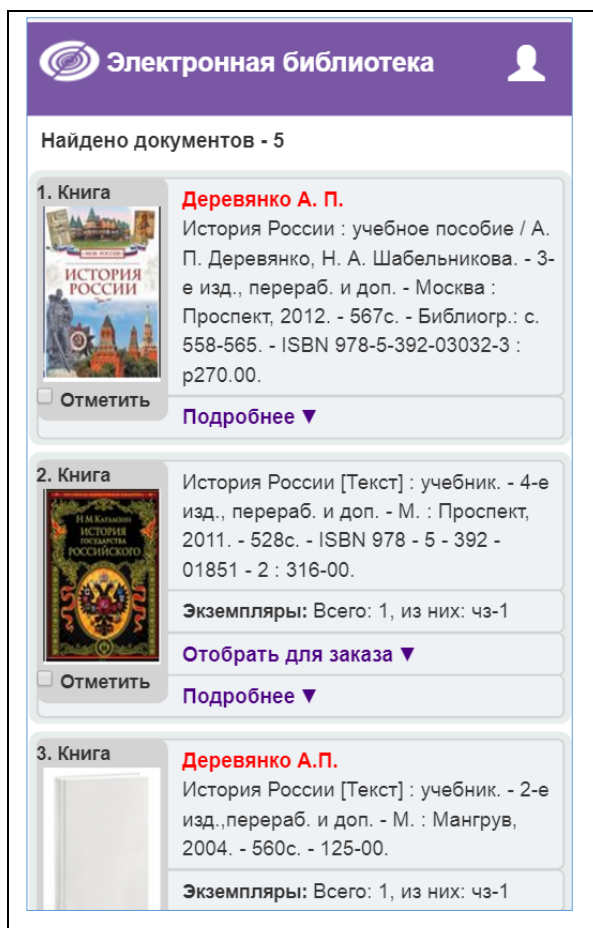 Электронная библиотека
Найдено документов - 5
1. Книга
МОЯ РОССИЯ
ИСТОРИЯ
РОССИИ
Отметить
Деревянко А. П.
История России : учебное пособие / А.
П. Деревянко, Н. А. Шабельникова. - 3-
е изд., перераб. и доп. - Москва :
Проспект, 2012. - 567с. - Библиогр.: с.
558-565. - ISBN 978-5-392-03032-3 :
р270.00.
Подробнее ▼
2. Книга
Н.М.Карамзин
ИСТОРИЯ
ГОСУДАРСТВА
РОССИЙСКОГО
Отметить
История России [Текст] : учебник. - 4-е
изд., перераб. и доп. - М. : Проспект,
2011. - 528с. - ISBN 978 - 5 - 392 -
01851 - 2 : 316-00.
Экземпляры: Всего: 1, из них: чз-1
Отобрать для заказа ▼
Подробнее ▼
3. Книга
Деревянко А.П.
История России [Текст] : учебник. - 2-е
изд.,перераб. и доп. - М. : Мангрув,
2004. - 560с. - 125-00.
Экземпляры: Всего: 1, из них: чз-1